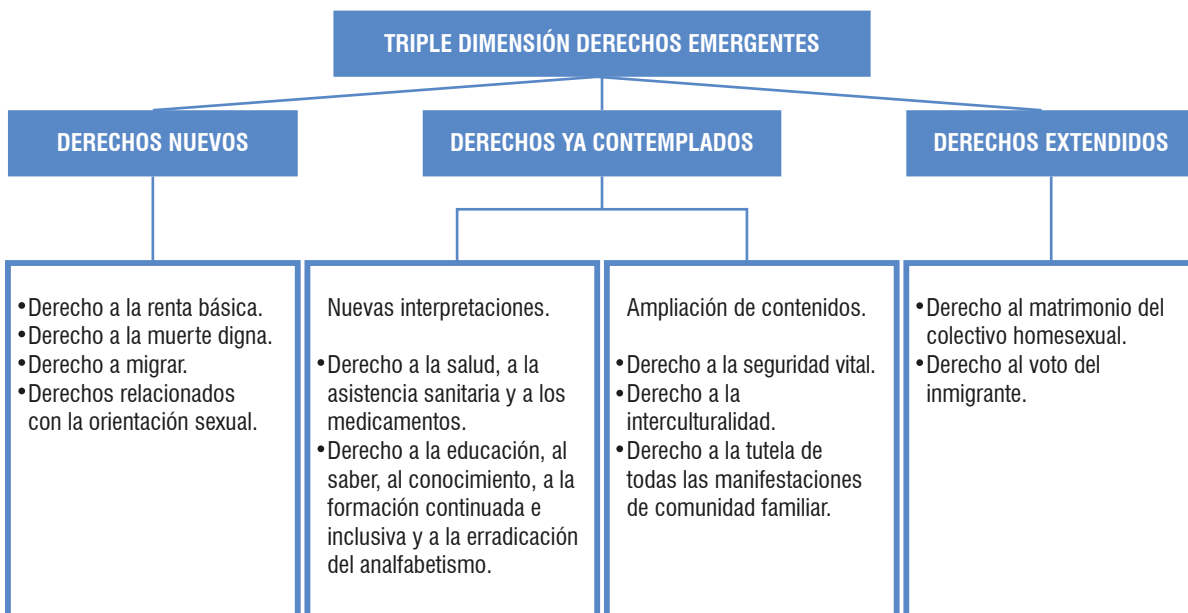 TRIPLE DIMENSIÓN DERECHOS EMERGENTES
DERECHOS NUEVOS
DERECHOS YA CONTEMPLADOS
DERECHOS EXTENDIDOS
•Derecho a la renta básica.
•Derecho a la muerte digna.
•Derecho a migrar.
•Derechos relacionados
con la orientación sexual.
Nuevas interpretaciones.
•Derecho a la salud, a la
asistencia sanitaria y a los
medicamentos.
•Derecho a la educación, al
saber, al conocimiento, a la
formación continuada e
inclusiva y a la erradicación
del analfabetismo.
Ampliación de contenidos.
•Derecho a la seguridad vital.
•Derecho a la
interculturalidad.
•Derecho a la tutela de
todas las manifestaciones
de comunidad familiar.
•Derecho al matrimonio del
colectivo homesexual.
•Derecho al voto del
inmigrante.